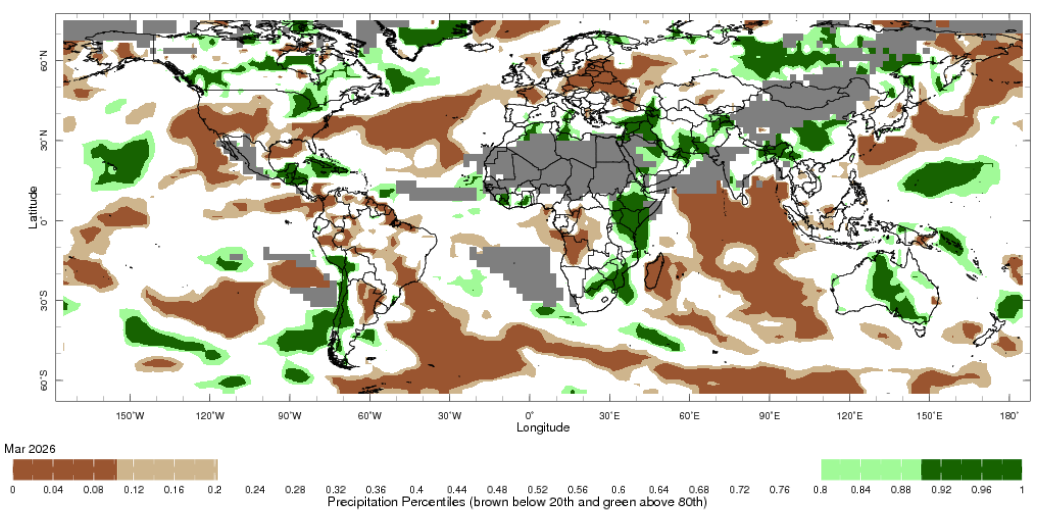 60°N
30°N
0°
30°S
60°S
Latitude
150°W 120°W 90°W 60°W 30°W 0° 30°E 60°E 90°E 120°E 150°E 180°
Longitude
Mar 2026
0 0.04 0.08 0.12 0.16 0.2 0.24 0.28 0.32 0.36 0.4 0.44 0.48 0.52 0.56 0.6 0.64 0.68 0.72 0.76 0.8 0.84 0.88 0.92 0.96 1
Precipitation Percentiles (brown below 20th and green above 80th)